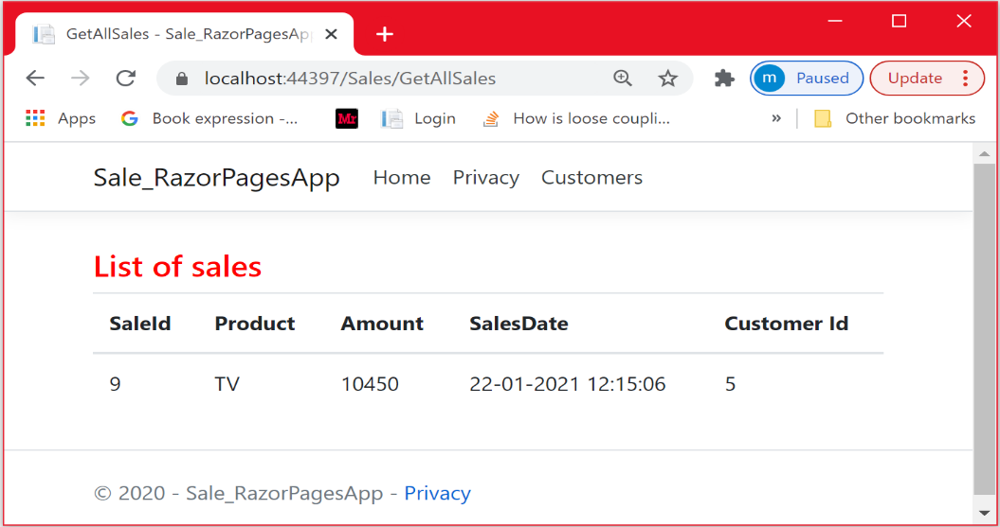 GetAllSales - Sale_RazorPagesAp
localhost:44397/Sales/GetAllSales
m Paused Update
Apps Book expression -... Mr Login How is loose coupli... » Other bookmarks
Sale_RazorPagesApp Home Privacy Customers
List of sales
SaleId Product Amount SalesDate Customer Id
9 TV 10450 22-01-2021 12:15:06 5
© 2020 - Sale_RazorPagesApp - Privacy